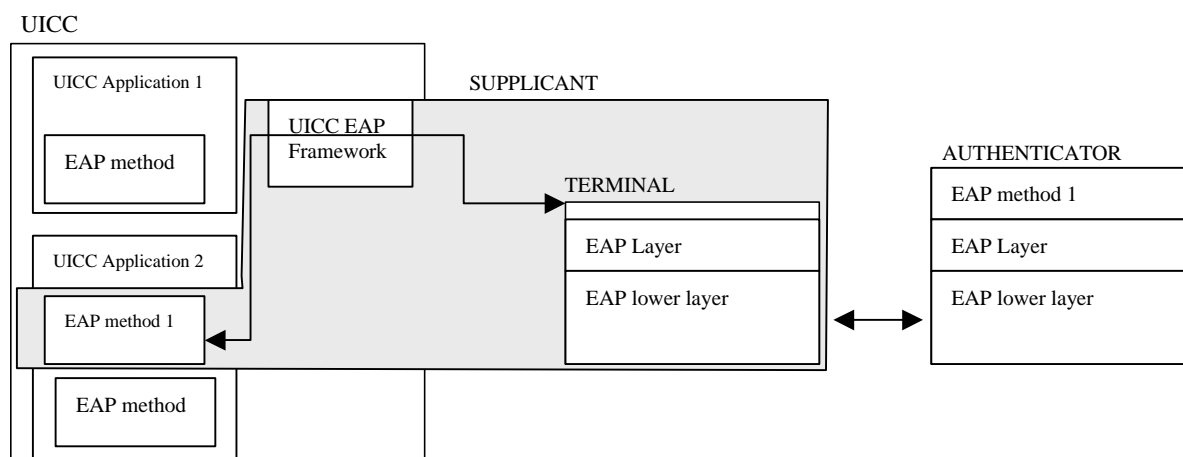 UICC
UICC Application 1
EAP method
UICC Application 2
EAP method 1
EAP method
SUPPLICANT
UICC EAP
Framework
TERMINAL
EAP Layer
EAP lower layer
AUTHENTICATOR
EAP method 1
EAP Layer
EAP lower layer